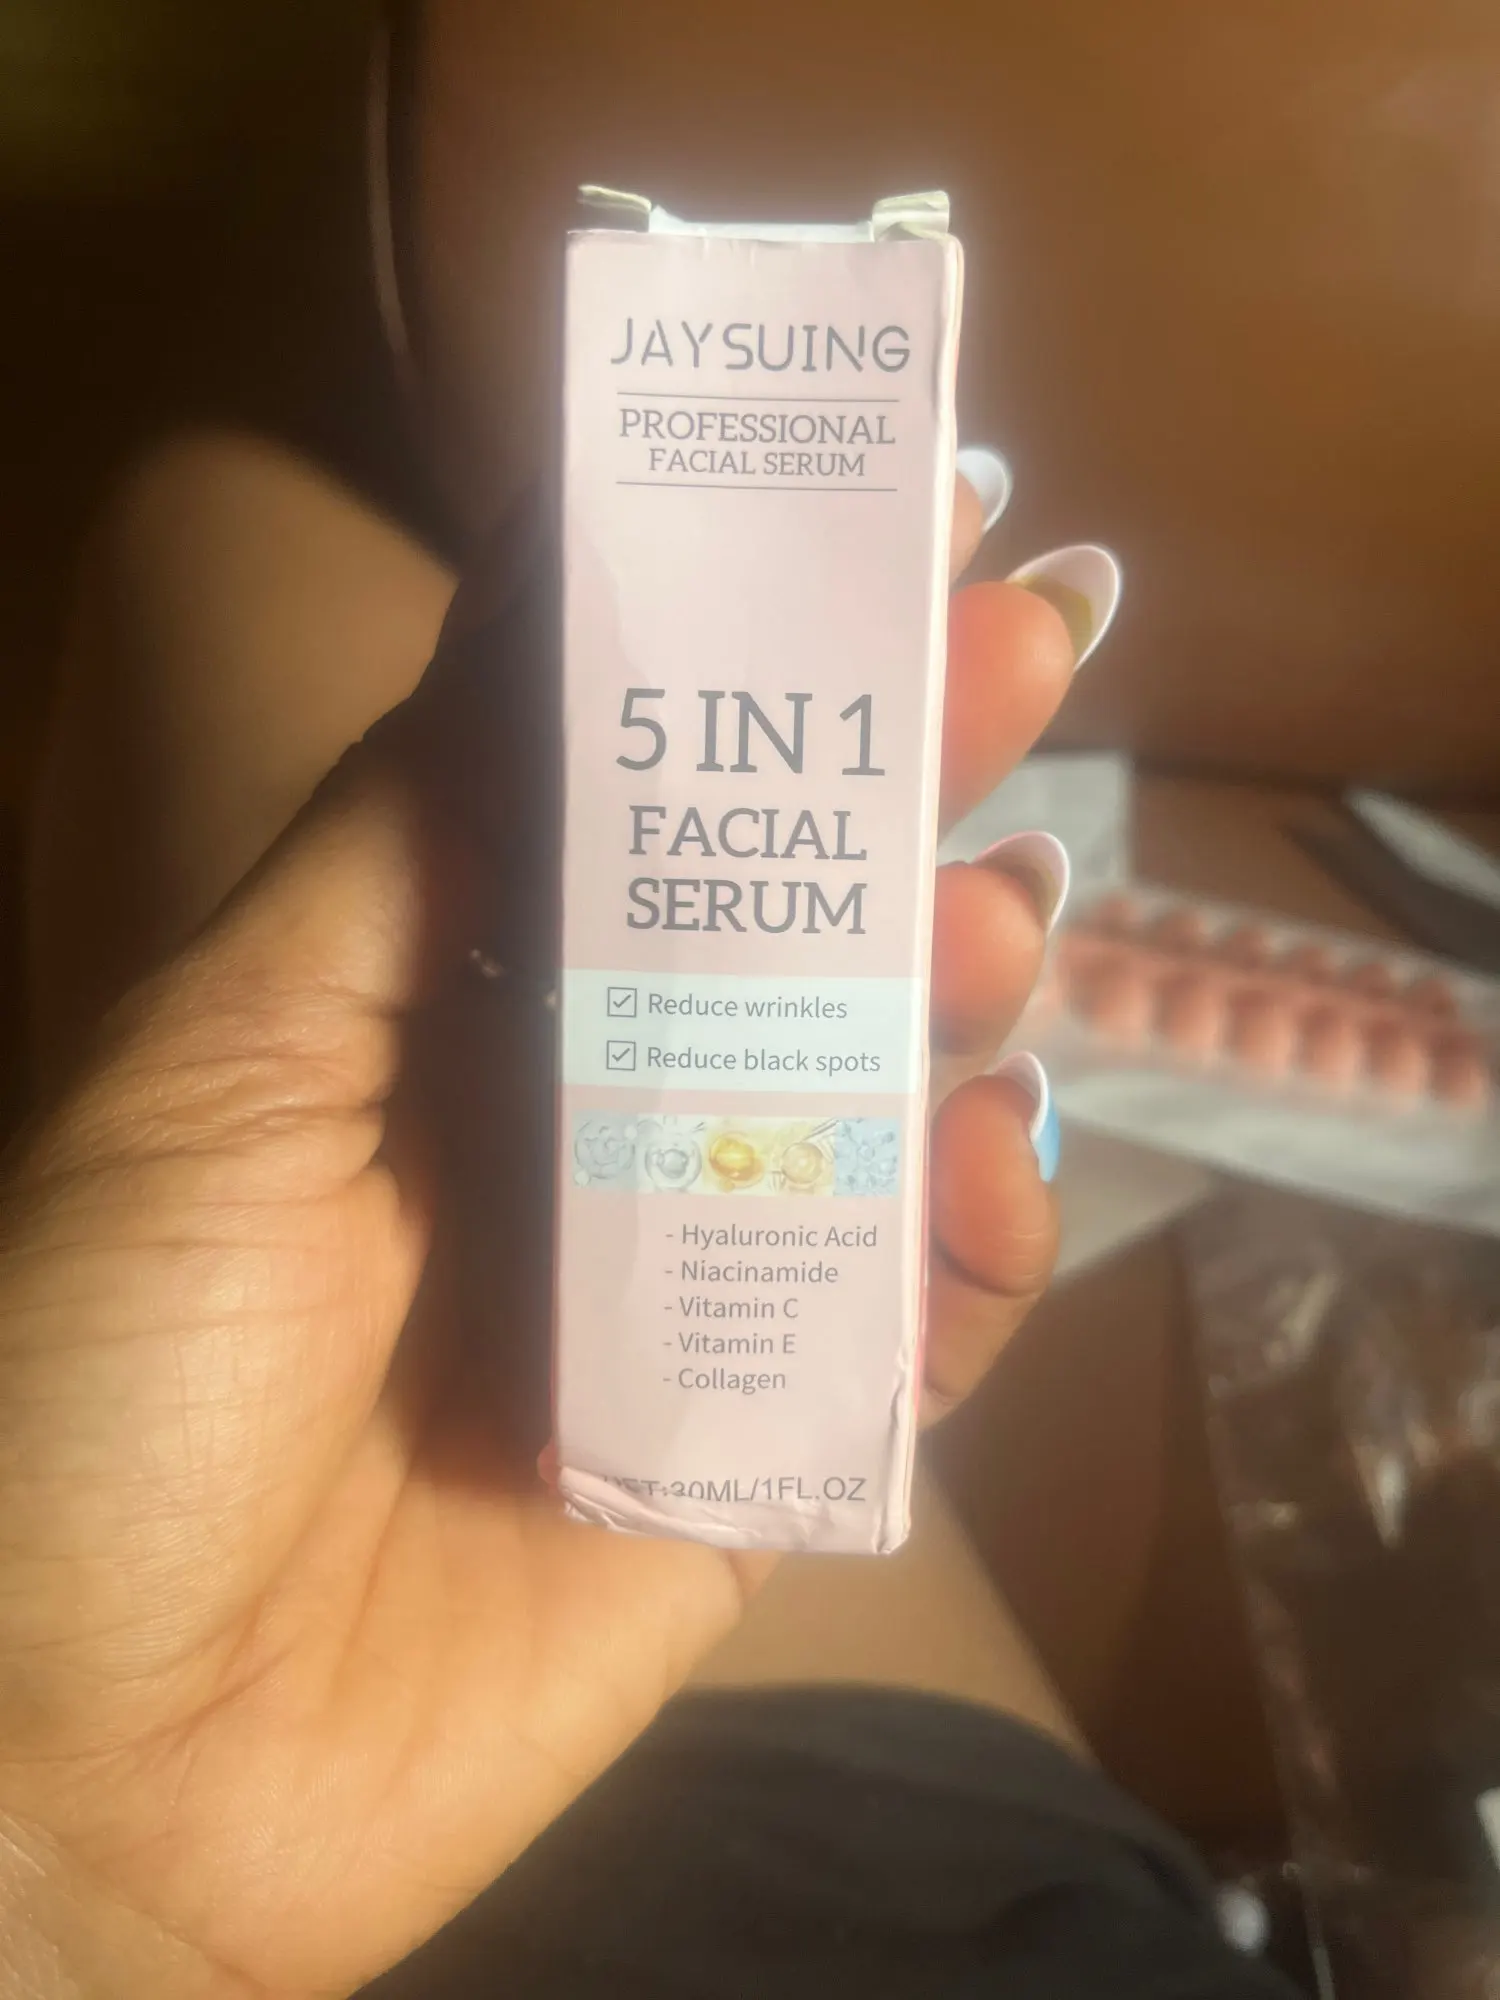 JAYSUING
PROFESSIONAL
FACIAL SERUM
5 IN 1
FACIAL
SERUM
Reduce wrinkles
Reduce black spots
- Hyaluronic Acid
- Niacinamide
- Vitamin C
- Vitamin E
- Collagen
NET:30ML/1FL.OZ